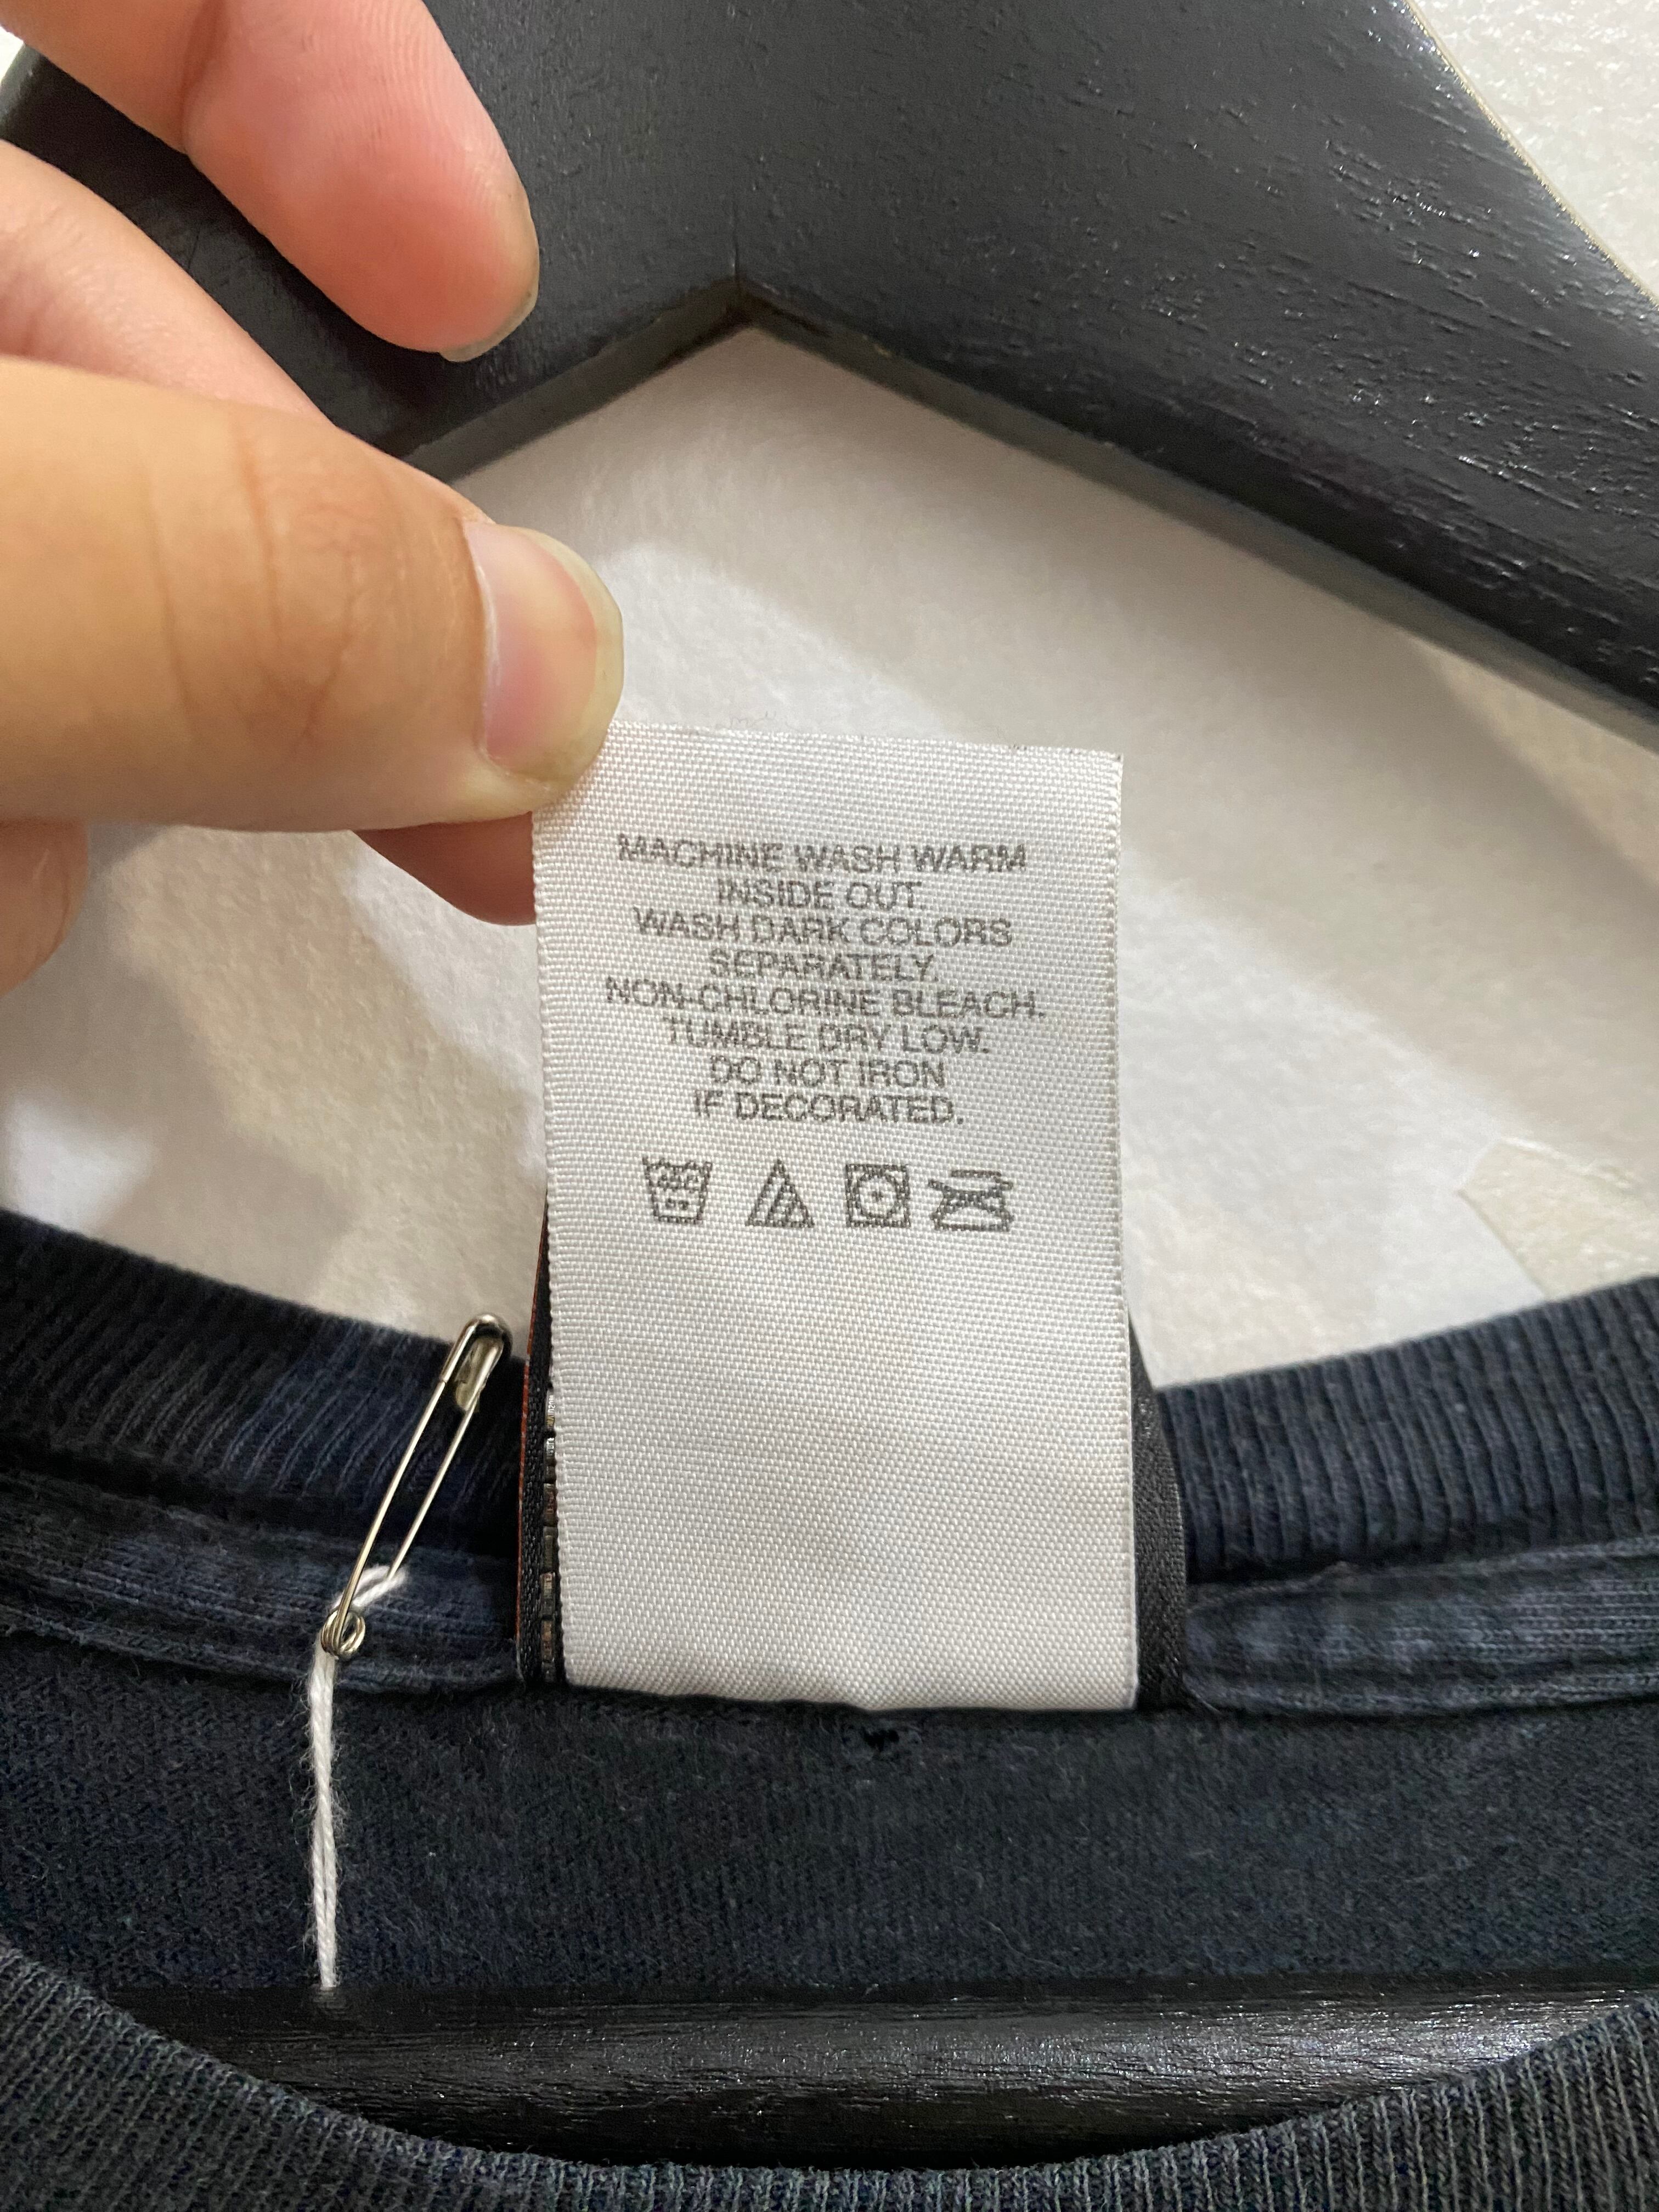 MACHINE WASH WARM
INSIDE OUT.
WASH DARK COLORS
SEPARATELY.
NON-CHLORINE BLEACH.
TUMBLE DRY LOW.
DO NOT IRON
IF DECORATED.
40C